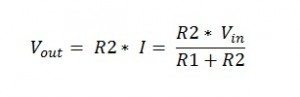 V_out = R2 * I = (R2 * V_in) / (R1 + R2)